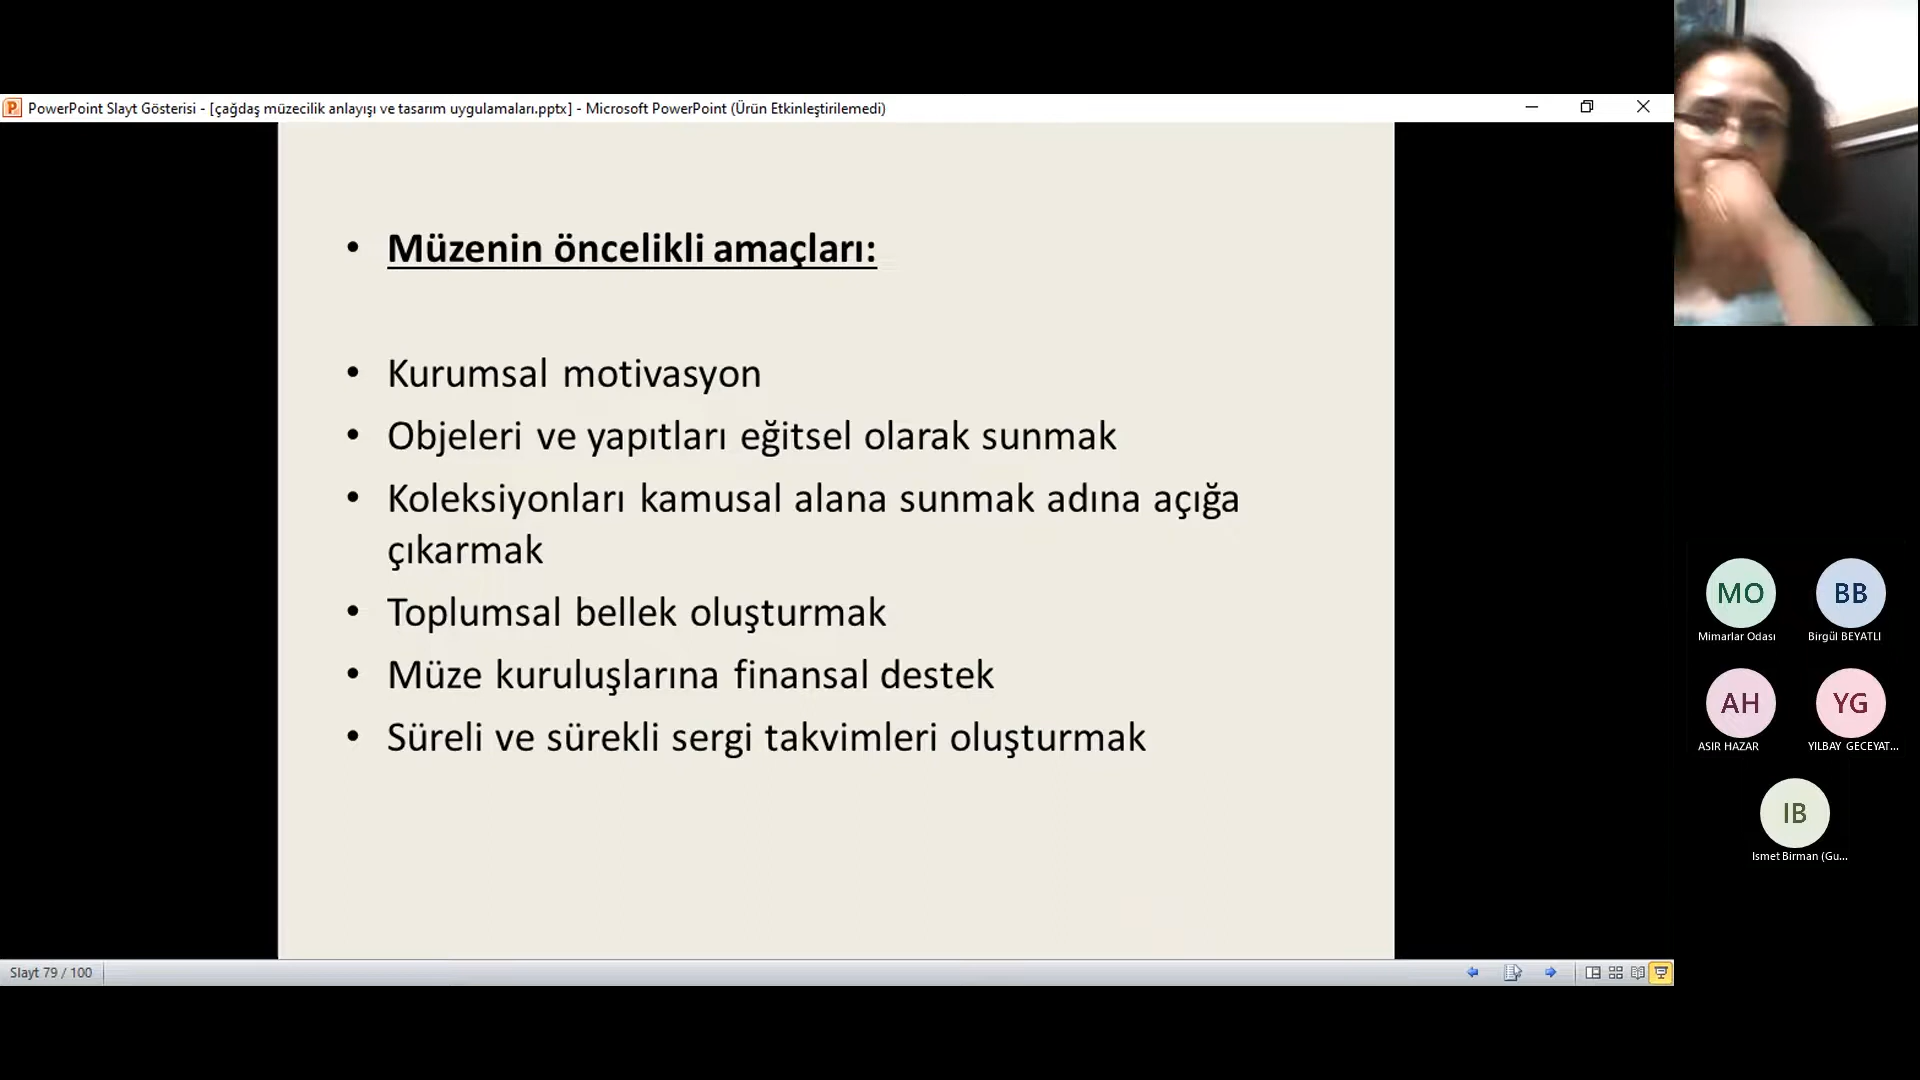 PowerPoint Slayt Gösterisi - [çağdaş müzecilik anlayışı ve tasarım uygulamaları.pptx] - Microsoft PowerPoint (Ürün Etkinleştirilemedi)
• Müzenin öncelikli amaçları:
• Kurumsal motivasyon
• Objeleri ve yapıtları eğitsel olarak sunmak
• Koleksiyonları kamusal alana sunmak adına açığa
çıkarmak
• Toplumsal bellek oluşturmak
• Müze kuruluşlarına finansal destek
• Süreli ve sürekli sergi takvimleri oluşturmak
Slayt 79 / 100
MO BB
Mimarlar Odası Birgül BEYATLI
AH YG
ASIR HAZAR YILBAY GECEYAT...
IB
Ismet Birman (Gu...